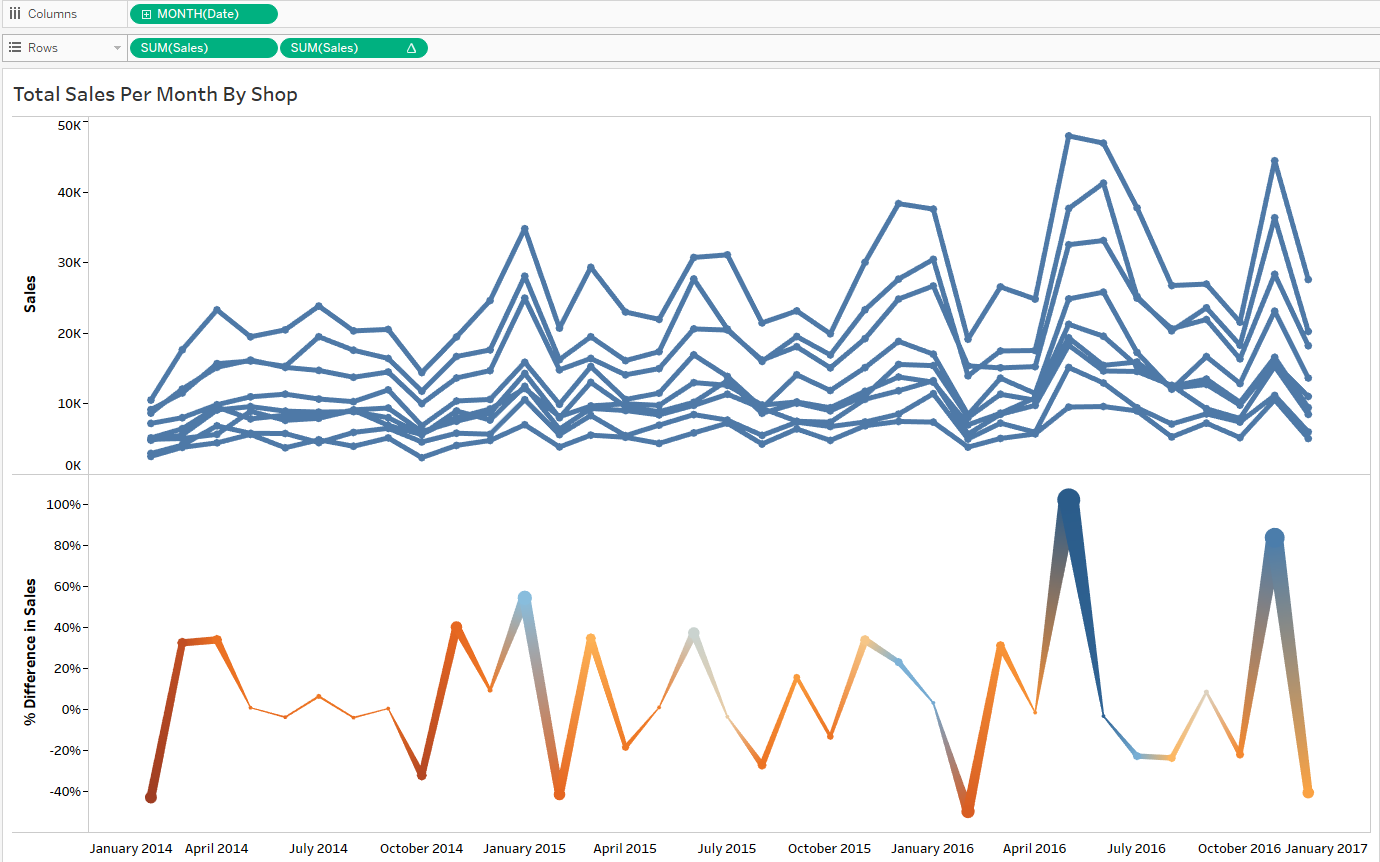 Columns MONTH(Date)
Rows SUM(Sales) SUM(Sales) Δ
Total Sales Per Month By Shop
50K
40K
30K
20K
10K
0K
Sales
100%
80%
60%
40%
20%
0%
-20%
-40%
% Difference in Sales
January 2014 April 2014 July 2014 October 2014 January 2015 April 2015 July 2015 October 2015 January 2016 April 2016 July 2016 October 2016 January 2017